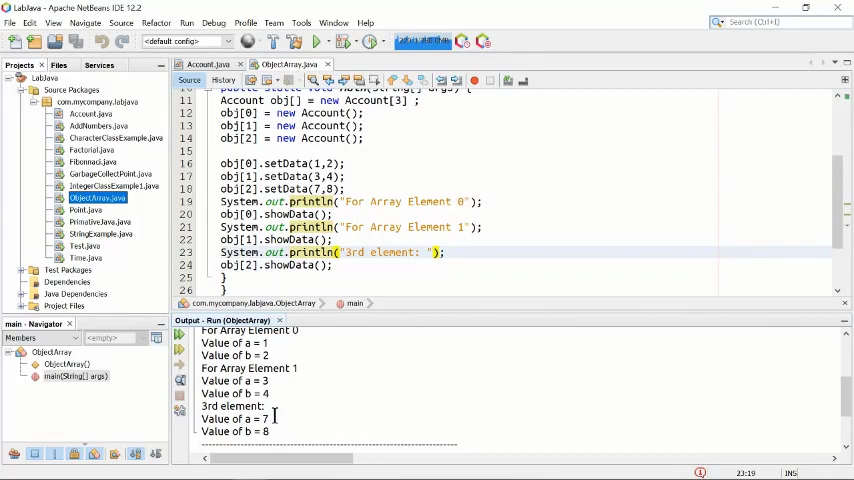 LabJava - Apache NetBeans IDE 12.2
File Edit View Navigate Source Refactor Run Debug Profile Team Tools Window Help
Search (Ctrl+I)
<default config>
Projects Files Services
Account.java ObjectArray.java
Source History
LabJava
Source Packages
com.mycompany.labjava
Account.java
AddNumbers.java
CharacterClassExample.java
Factorial.java
Fibonnaci.java
GarbageCollectPoint.java
IntegerClassExample1.java
ObjectArray.java
Point.java
PrimativeJava.java
StringExample.java
Test.java
Time.java
Test Packages
Dependencies
Java Dependencies
Project Files
10 public static void main(String[] args) {
11 Account obj[] = new Account[3] ;
12 obj[0] = new Account();
13 obj[1] = new Account();
14 obj[2] = new Account();
15
16 obj[0].setData(1,2);
17 obj[1].setData(3,4);
18 obj[2].setData(7,8);
19 System.out.println("For Array Element 0");
20 obj[0].showData();
21 System.out.println("For Array Element 1");
22 obj[1].showData();
23 System.out.println("3rd element: ");
24 obj[2].showData();
25 }
26 }
com.mycompany.labjava.ObjectArray main
main - Navigator
Members <empty>
ObjectArray
ObjectArray()
main(String[] args)
Output - Run (ObjectArray)
For Array Element 0
Value of a = 1
Value of b = 2
For Array Element 1
Value of a = 3
Value of b = 4
3rd element:
Value of a = 7
Value of b = 8
------------------------------------------------------------------------
1 23:19 INS